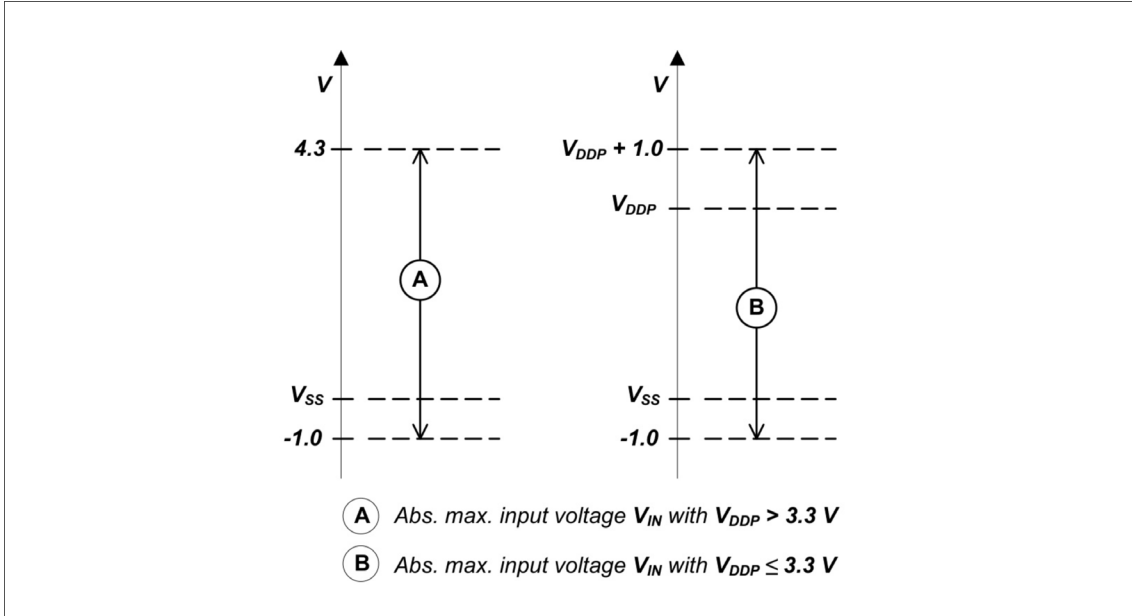 V
4.3
A
V_SS
-1.0
V
V_DDP + 1.0
V_DDP
B
V_SS
-1.0
A Abs. max. input voltage V_IN with V_DDP > 3.3 V
B Abs. max. input voltage V_IN with V_DDP ≤ 3.3 V